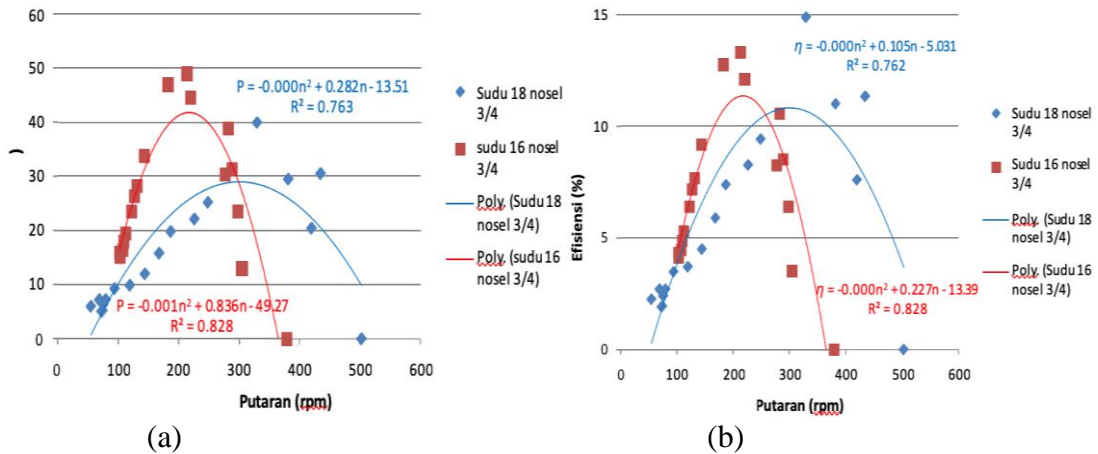 60
50
40
30
20
10
0
)
P = -0.000n² + 0.282n - 13.51
R² = 0.763
P = -0.001n² + 0.836n - 49.27
R² = 0.828
0 100 200 300 400 500 600
Putaran (rpm)
Sudu 18 nosel
3/4
sudu 16 nosel
3/4
Poly. (Sudu 18
nosel 3/4)
Poly. (sudu 16
nosel 3/4)
(a)
15
10
5
0
Efisiensi (%)
η = -0.000n² + 0.105n - 5.031
R² = 0.762
η = -0.000n² + 0.227n - 13.39
R² = 0.828
0 100 200 300 400 500 600
Putaran (rpm)
Sudu 18 nosel
3/4
Sudu 16 nosel
3/4
Poly. (Sudu 18
nosel 3/4)
Poly. (sudu 16
nosel 3/4)
(b)